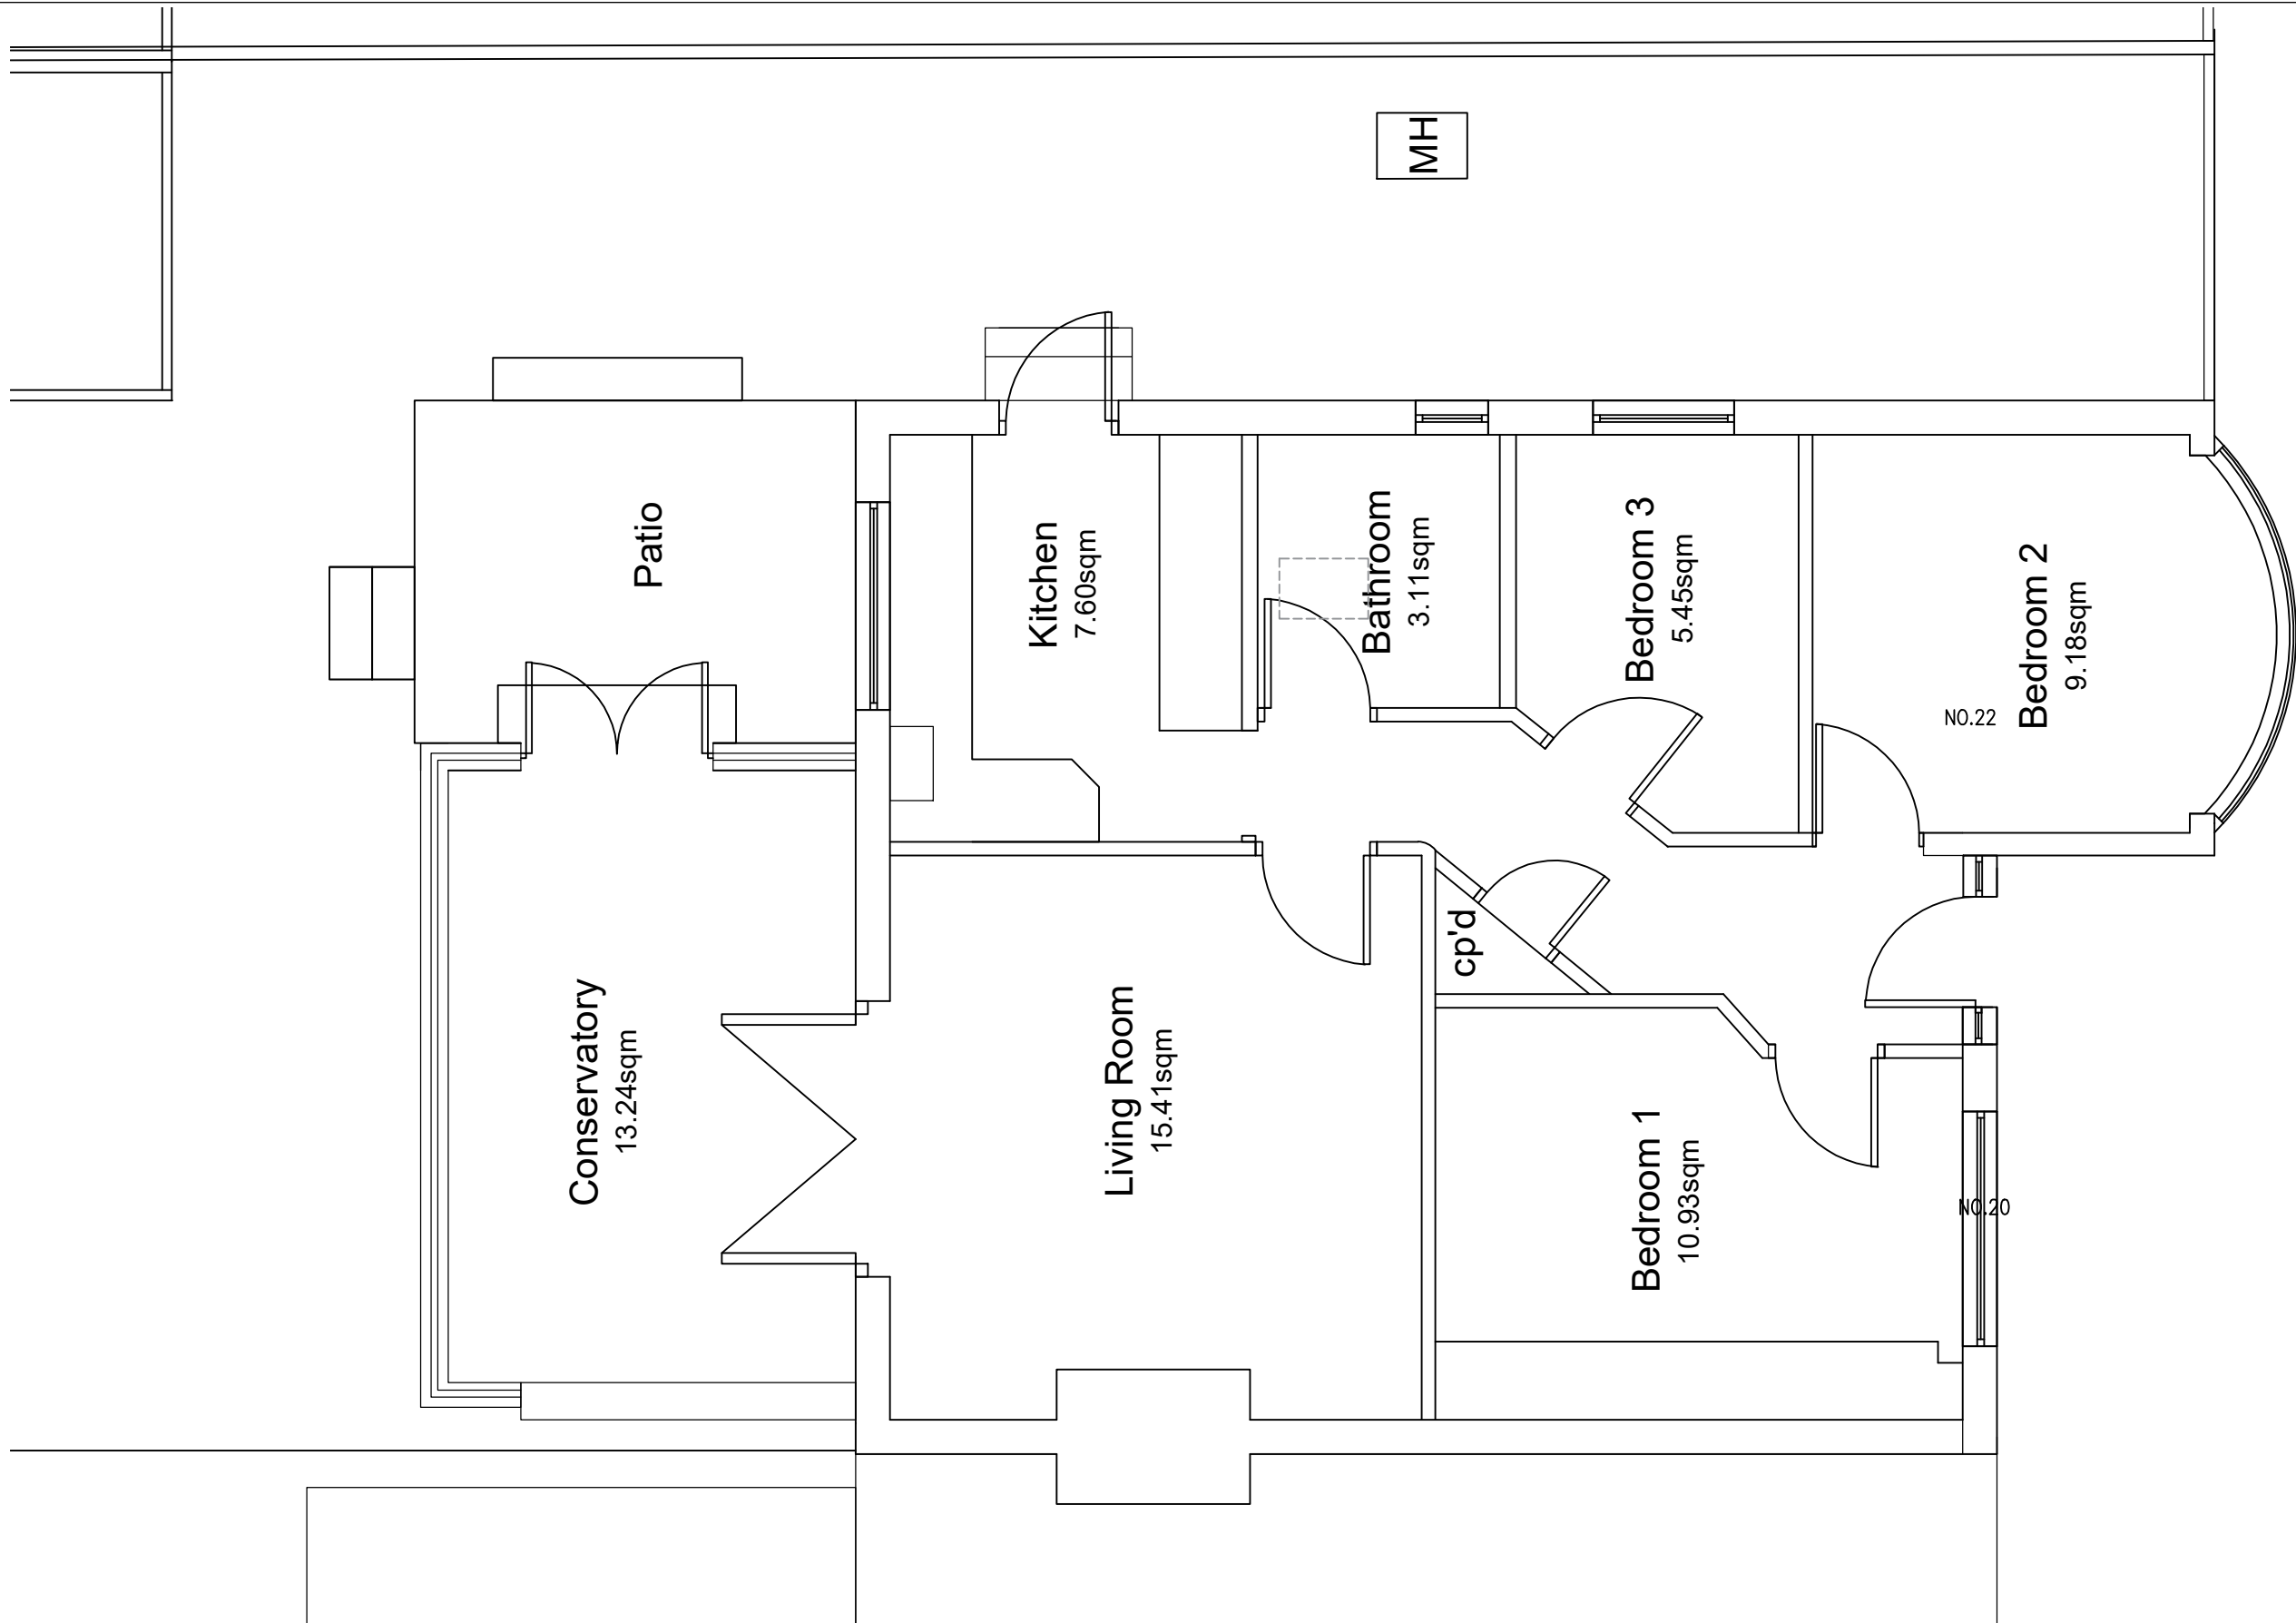 MH
Patio
Kitchen
7.60sqm
Bathroom
3.11sqm
Bedroom 3
5.45sqm
Bedroom 2
9.18sqm
NO.22
Conservatory
13.24sqm
Living Room
15.41sqm
cp'd
Bedroom 1
10.93sqm
NO.20